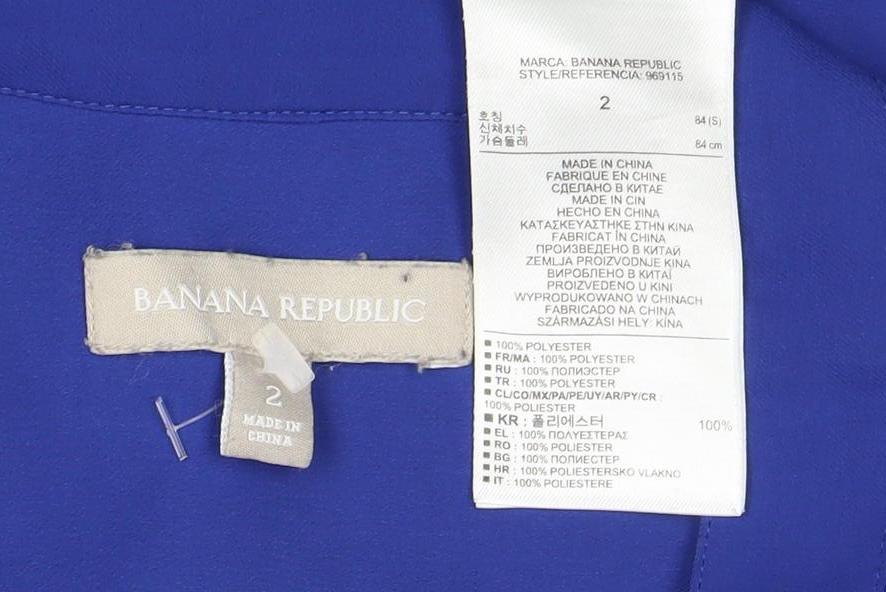 BANANA REPUBLIC
2
MADE IN
CHINA
MARCA: BANANA REPUBLIC
STYLE/REFERENCIA: 969115
2
호칭 84 (S)
신체치수
가슴둘레 84 cm
MADE IN CHINA
FABRIQUE EN CHINE
СДЕЛАНО В КИТАЕ
MADE IN CIN
HECHO EN CHINA
ΚΑΤΑΣΚΕΥΑΣΤΗΚΕ ΣΤΗΝ ΚΙΝΑ
FABRICAT ÎN CHINA
ПРОИЗВЕДЕНО В КИТАЙ
ZEMLJA PROIZVODNJE KINA
ВИРОБЛЕНО В КИТАЇ
PROIZVEDENO U KINI
WYPRODUKOWANO W CHINACH
FABRICADO NA CHINA
SZÁRMAZÁSI HELY: KÍNA
100% POLYESTER
FR/MA : 100% POLYESTER
RU : 100% ПОЛИЭСТЕР
TR : 100% POLYESTER
CL/CO/MX/PA/PE/UY/AR/PY/CR :
100% POLIESTER
KR : 폴리에스터 100%
EL : 100% ΠΟΛΥΕΣΤΕΡΑΣ
RO : 100% POLIESTER
BG : 100% ПОЛИЕСТЕР
HR : 100% POLIESTERSKO VLAKNO
IT : 100% POLIESTERE